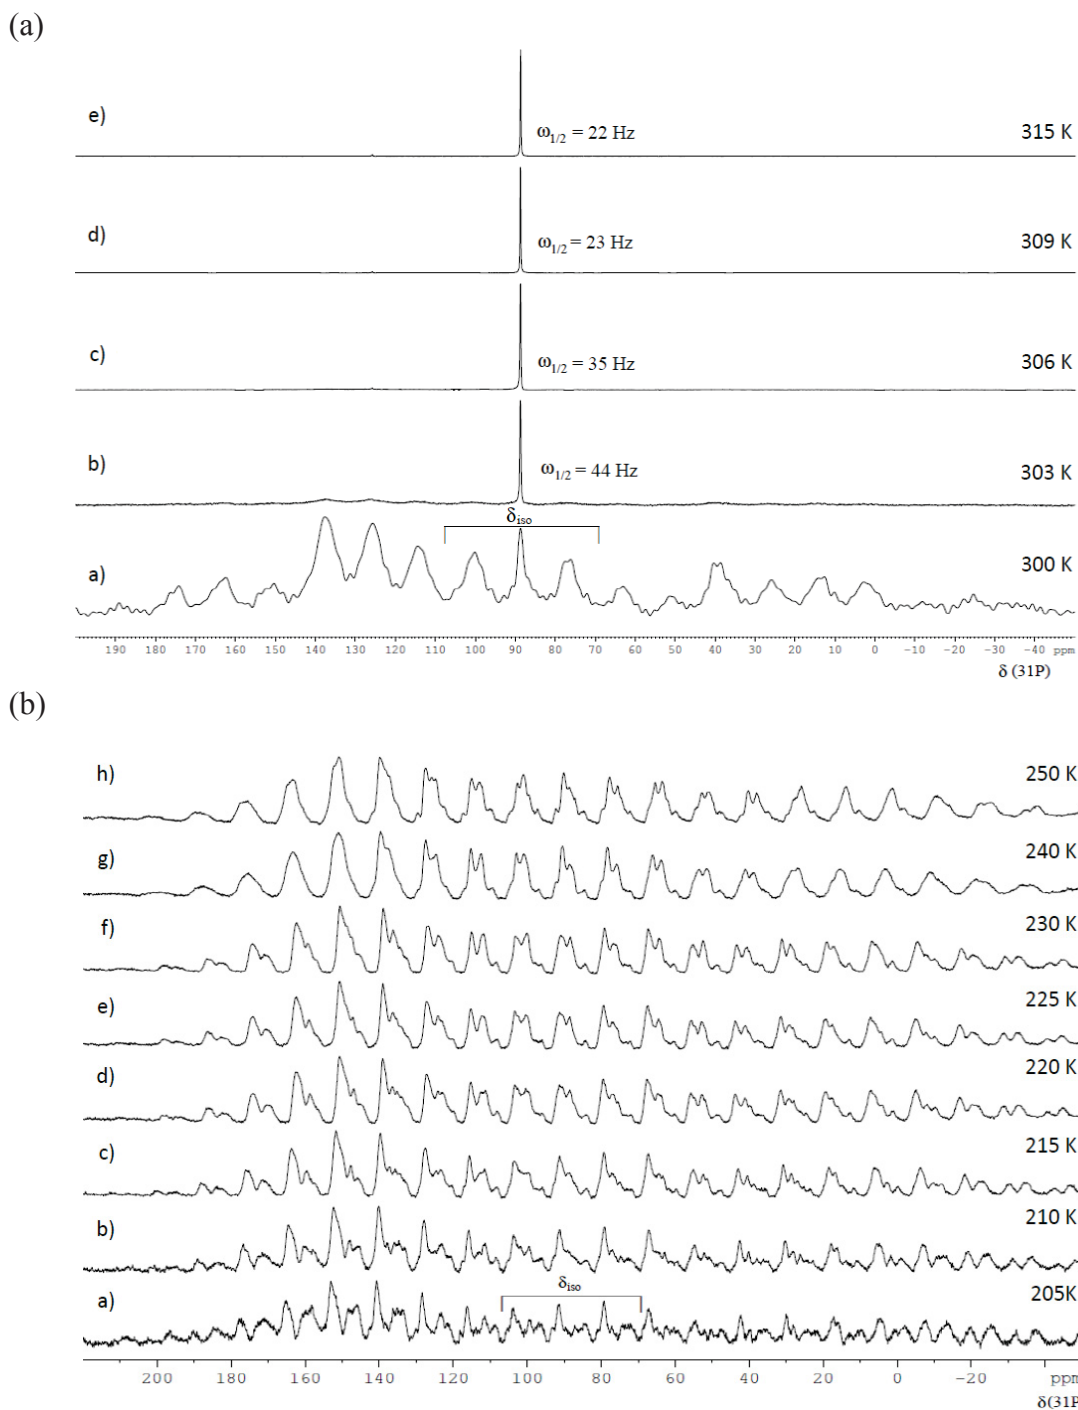 (a)
e)
ω1/2 = 22 Hz
315 K
d)
ω1/2 = 23 Hz
309 K
c)
ω1/2 = 35 Hz
306 K
b)
ω1/2 = 44 Hz
303 K
δiso
a)
300 K
190 180 170 160 150 140 130 120 110 100 90 80 70 60 50 40 30 20 10 0 -10 -20 -30 -40 ppm
δ (31P)
(b)
h)
250 K
g)
240 K
f)
230 K
e)
225 K
d)
220 K
c)
215 K
b)
210 K
δiso
a)
205K
200 180 160 140 120 100 80 60 40 20 0 -20 ppm
δ(31P